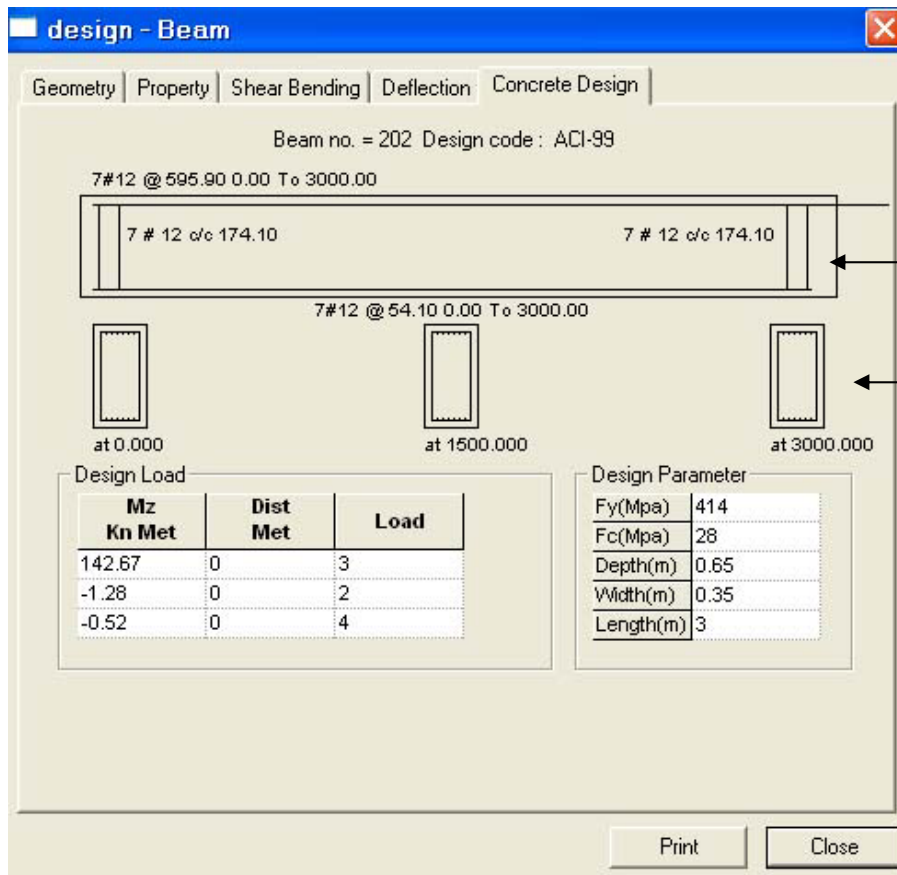 design - Beam
Geometry Property Shear Bending Deflection Concrete Design
Beam no. = 202 Design code : ACI-99
7#12 @ 595.90 0.00 To 3000.00
7 # 12 c/c 174.10 7 # 12 c/c 174.10
7#12 @ 54.10 0.00 To 3000.00
at 0.000 at 1500.000 at 3000.000
Design Load
Mz Kn Met Dist Met Load
142.67 0 3
-1.28 0 2
-0.52 0 4
Design Parameter
Fy(Mpa) 414
Fc(Mpa) 28
Depth(m) 0.65
Width(m) 0.35
Length(m) 3
Print Close